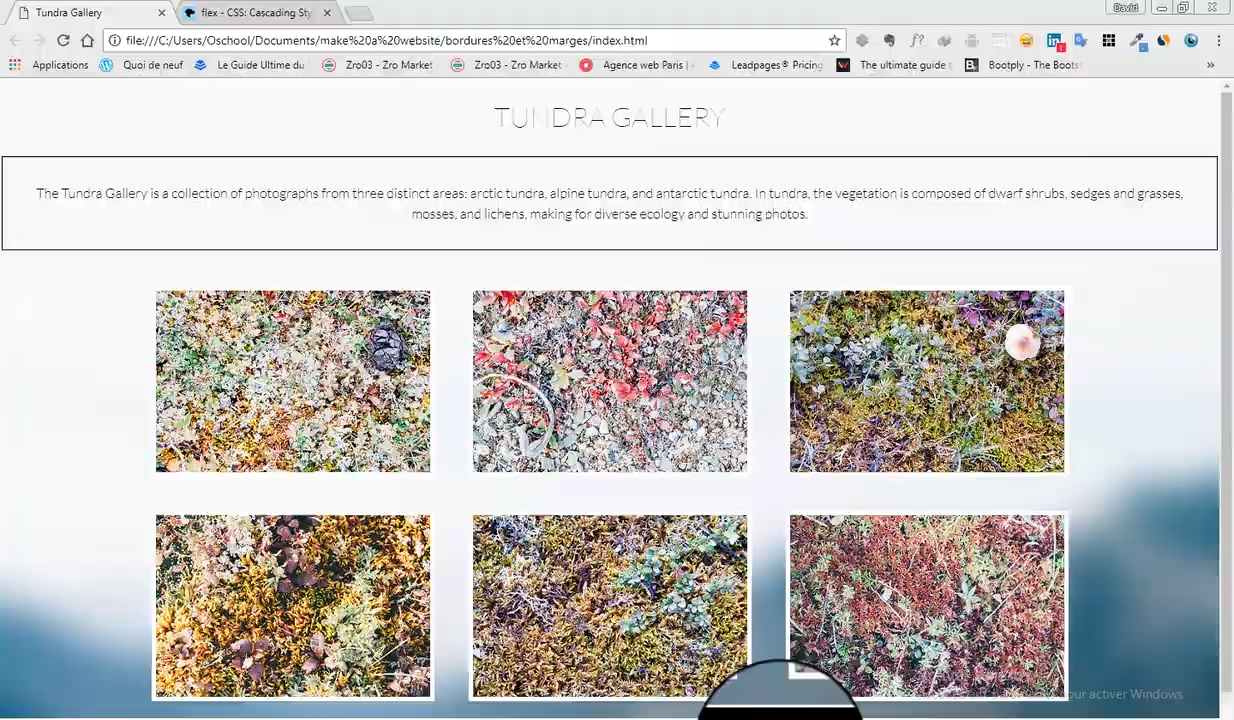 Tundra Gallery
flex - CSS: Cascading Sty
David
file:///C:/Users/Oschool/Documents/make%20a%20website/bordures%20et%20marges/index.html
Applications
Quoi de neuf
Le Guide Ultime du
Zro03 - Zro Market
Zro03 - Zro Market
Agence web Paris |
Leadpages® Pricing
The ultimate guide
Bootply - The Boots
TUNDRA GALLERY
The Tundra Gallery is a collection of photographs from three distinct areas: arctic tundra, alpine tundra, and antarctic tundra. In tundra, the vegetation is composed of dwarf shrubs, sedges and grasses,
mosses, and lichens, making for diverse ecology and stunning photos.
activer Windows.